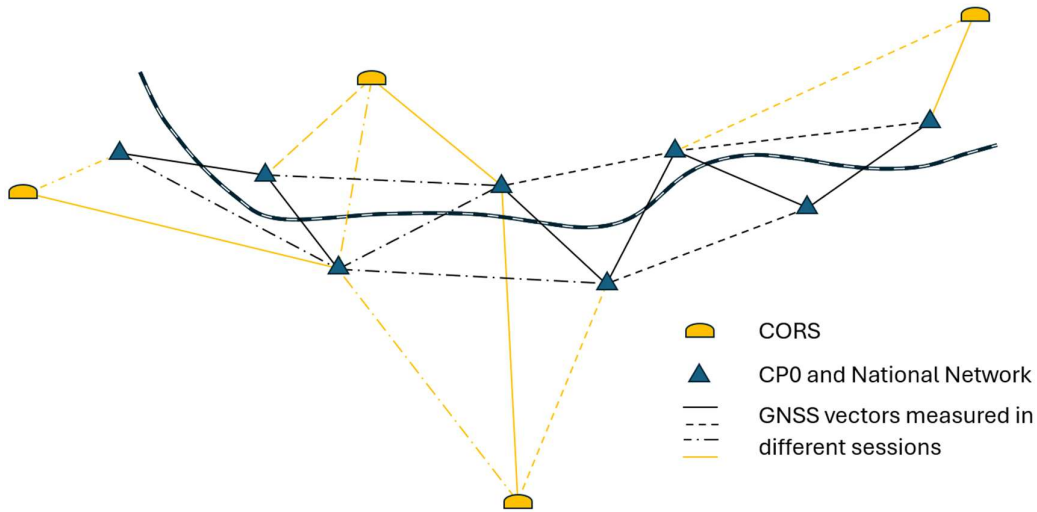 CORS
CP0 and National Network
GNSS vectors measured in
different sessions